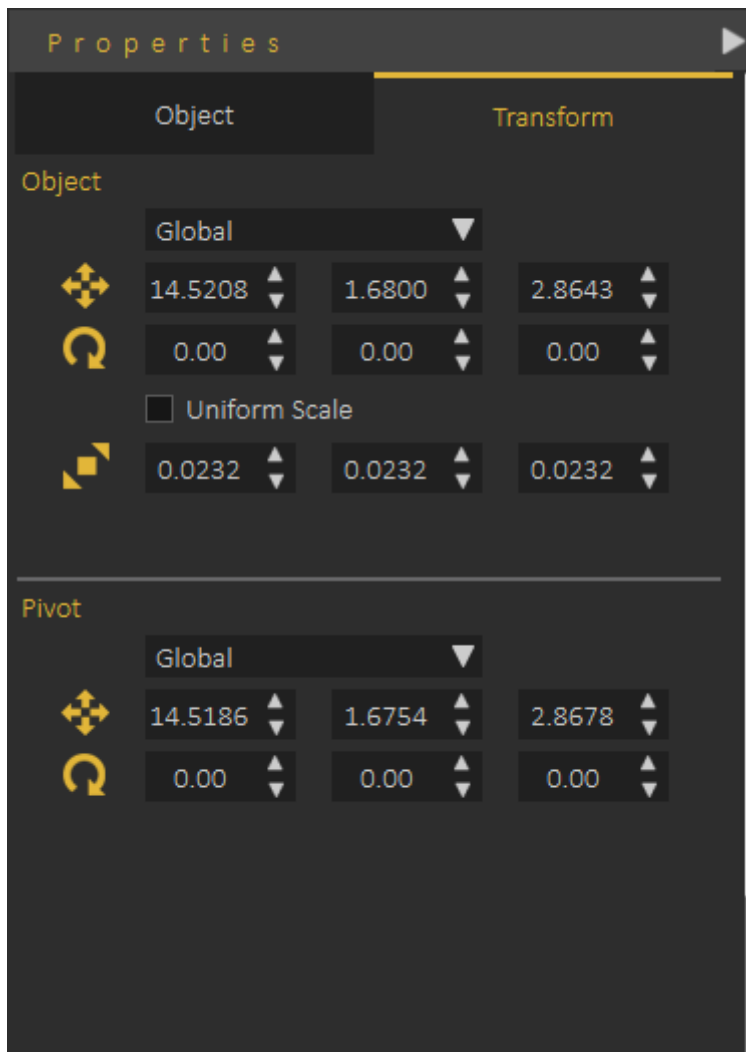 Properties
Object Transform
Object
Global
14.5208 1.6800 2.8643
0.00 0.00 0.00
Uniform Scale
0.0232 0.0232 0.0232
Pivot
Global
14.5186 1.6754 2.8678
0.00 0.00 0.00